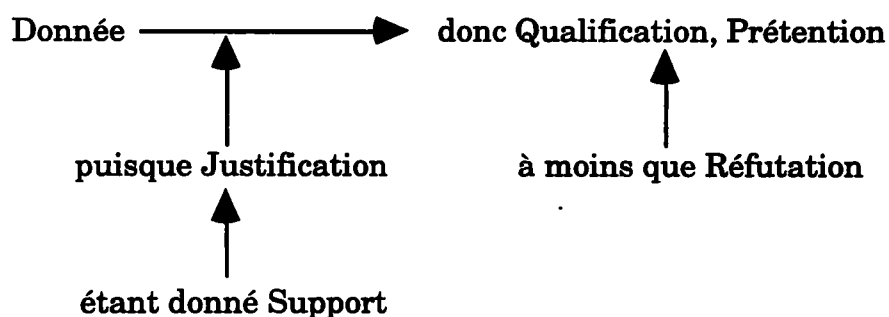 Donnée donc Qualification, Prétention
puisque Justification à moins que Réfutation
étant donné Support